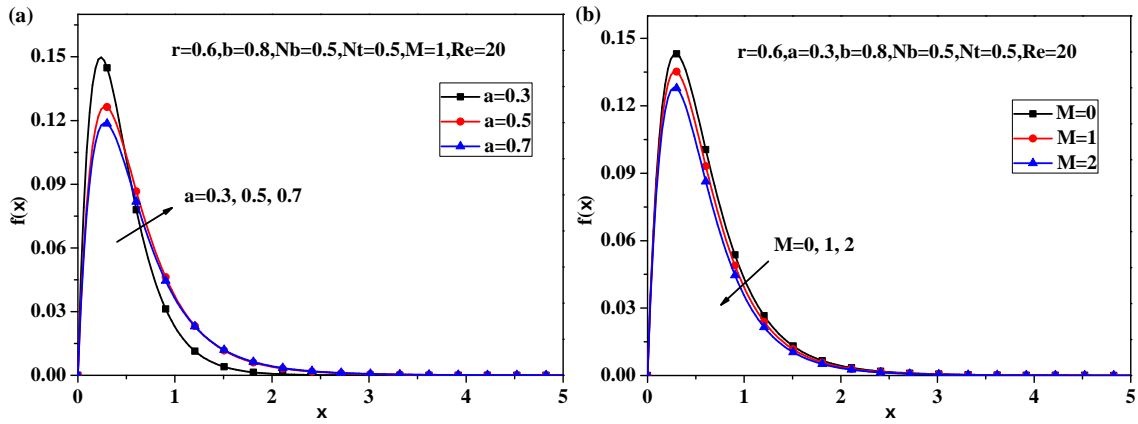 (a)
r=0.6,b=0.8,Nb=0.5,Nt=0.5,M=1,Re=20
a=0.3
a=0.5
a=0.7
a=0.3, 0.5, 0.7
0.15
0.12
0.09
0.06
0.03
0.00
f(x)
0 1 2 3 4 5
x
(b)
r=0.6,a=0.3,b=0.8,Nb=0.5,Nt=0.5,Re=20
M=0
M=1
M=2
M=0, 1, 2
0.15
0.12
0.09
0.06
0.03
0.00
f(x)
0 1 2 3 4 5
x